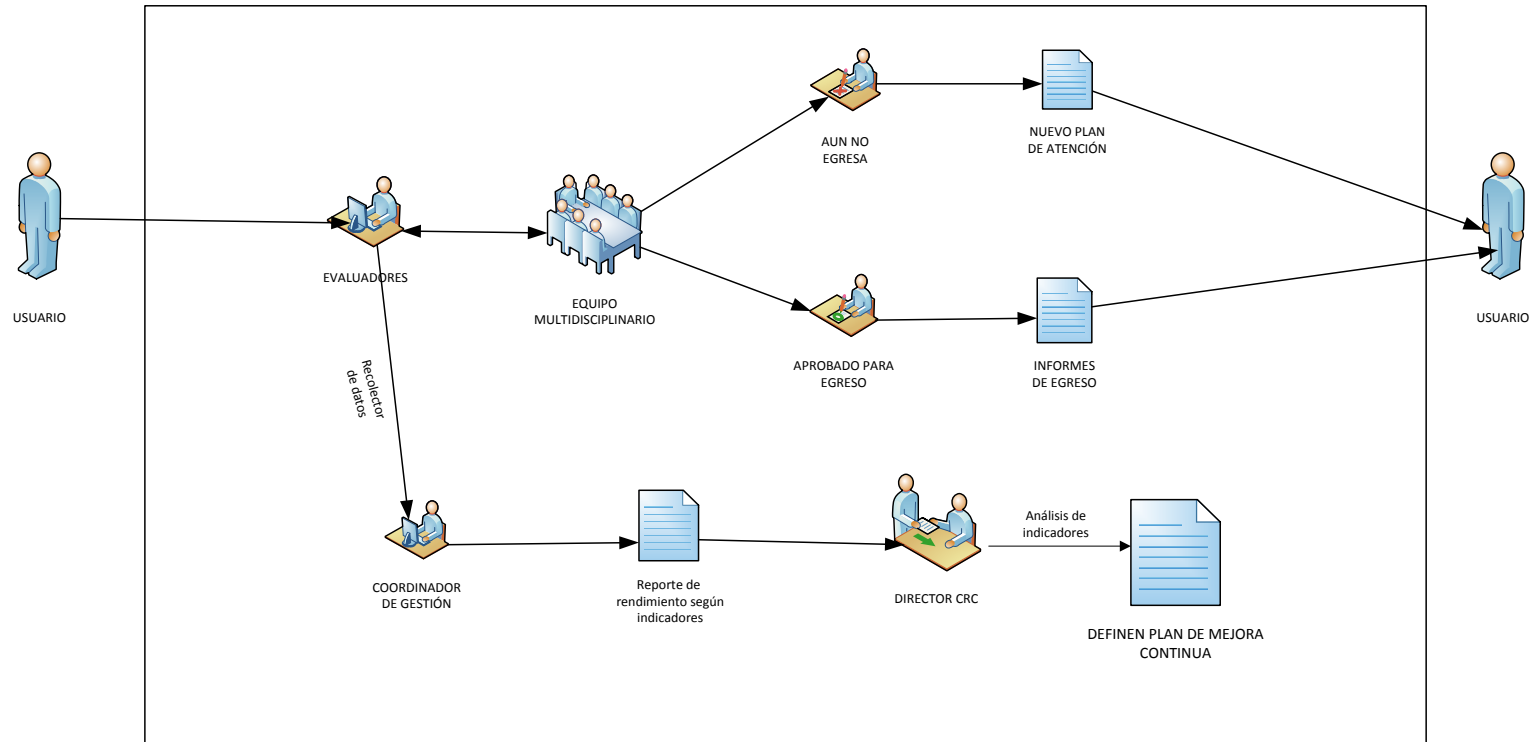 AUN NO
EGRESA
NUEVO PLAN
DE ATENCIÓN
USUARIO
EVALUADORES
EQUIPO
MULTIDISCIPLINARIO
USUARIO
APROBADO PARA
EGRESO
INFORMES
DE EGRESO
Recolector
de datos
COORDINADOR
DE GESTIÓN
Reporte de
rendimiento según
indicadores
DIRECTOR CRC
Análisis de
indicadores
DEFINEN PLAN DE MEJORA
CONTINUA